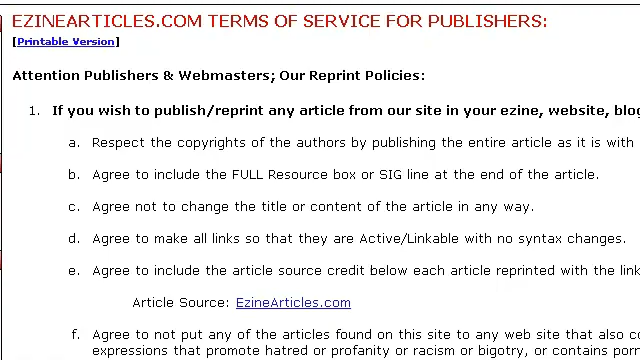 EZINEARTICLES.COM TERMS OF SERVICE FOR PUBLISHERS:
[Printable Version]
Attention Publishers & Webmasters; Our Reprint Policies:
1. If you wish to publish/reprint any article from our site in your ezine, website, blog
a. Respect the copyrights of the authors by publishing the entire article as it is with
b. Agree to include the FULL Resource box or SIG line at the end of the article.
c. Agree not to change the title or content of the article in any way.
d. Agree to make all links so that they are Active/Linkable with no syntax changes.
e. Agree to include the article source credit below each article reprinted with the link
Article Source: EzineArticles.com
f. Agree to not put any of the articles found on this site to any web site that also
expressions that promote hatred or profanity or racism or bigotry, or contains